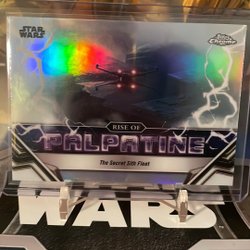 STAR WARS
Topps Chrome
RISE OF
PALPATINE
The Secret Sith Fleet
WARS